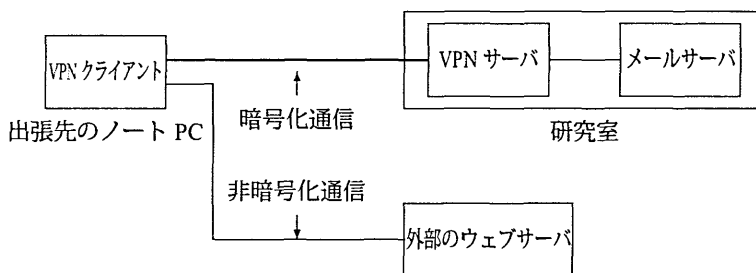 VPN クライアント
VPN サーバ
メールサーバ
出張先のノート PC
暗号化通信
研究室
非暗号化通信
外部のウェブサーバ